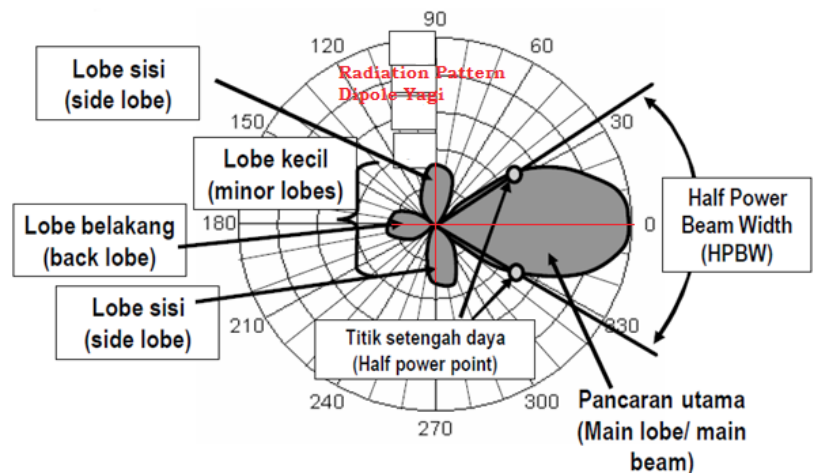 90
120
60
Lobe sisi
(side lobe)
Radiation Pattern
Dipole Yagi
150
30
Lobe kecil
(minor lobes)
Half Power
Beam Width
(HPBW)
Lobe belakang
(back lobe)
180
0
Lobe sisi
(side lobe)
210
330
Titik setengah daya
(Half power point)
240
300
270
Pancaran utama
(Main lobe/ main
beam)